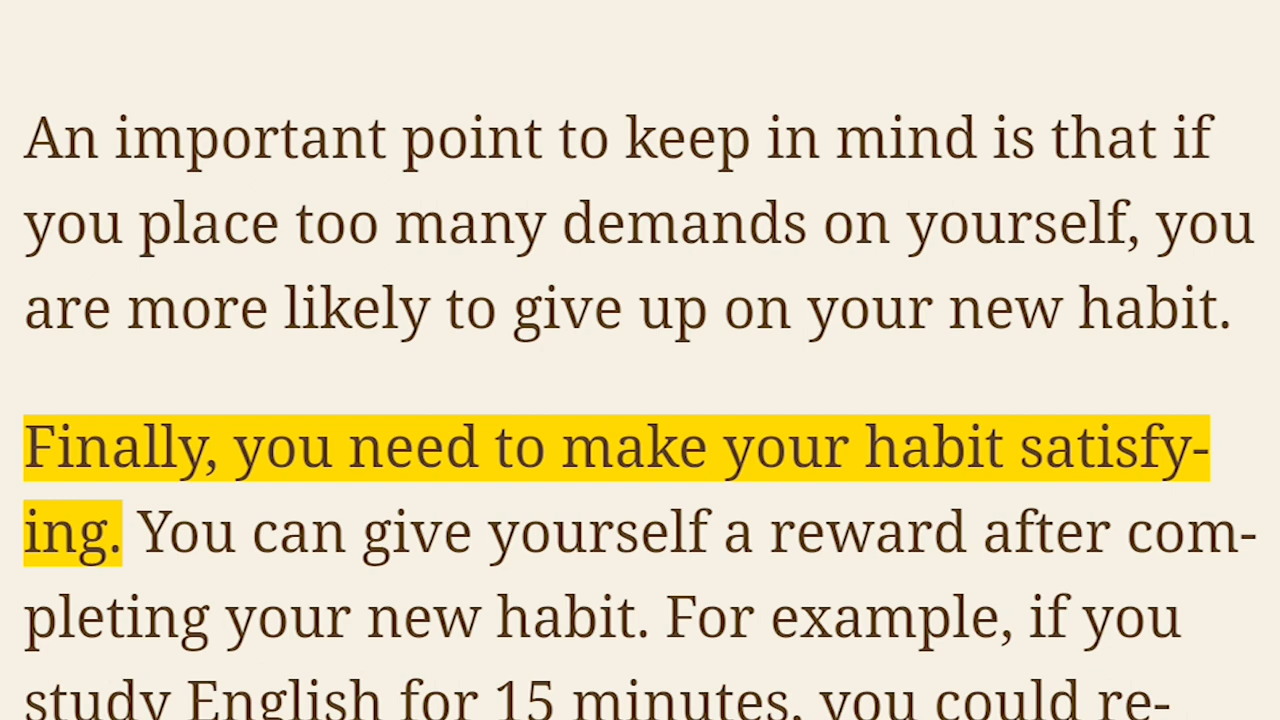 An important point to keep in mind is that if
you place too many demands on yourself, you
are more likely to give up on your new habit.
Finally, you need to make your habit satisfy-
ing. You can give yourself a reward after com-
pleting your new habit. For example, if you
study English for 15 minutes, you could re-